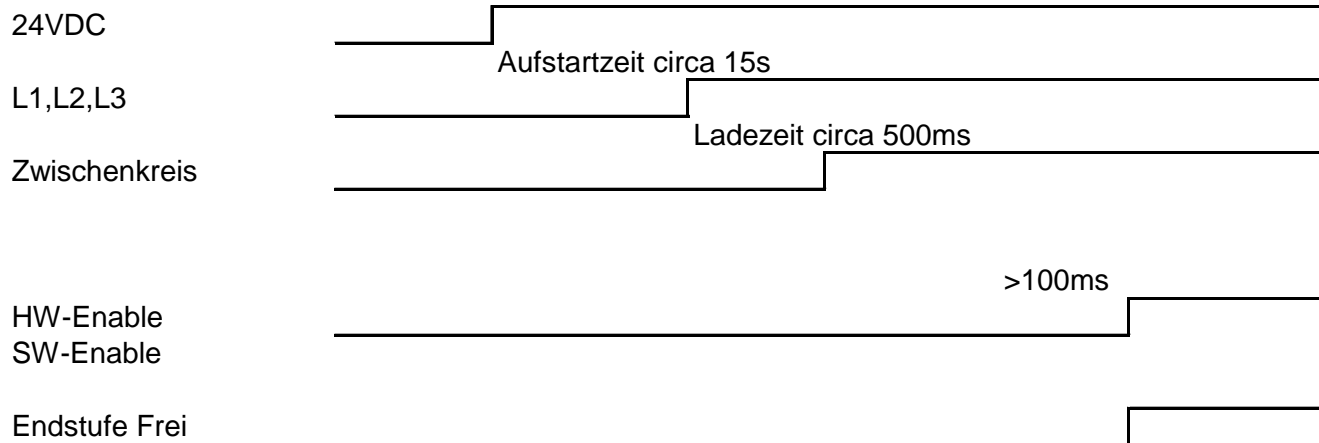 24VDC
Aufstartzeit circa 15s
L1,L2,L3
Ladezeit circa 500ms
Zwischenkreis
>100ms
HW-Enable
SW-Enable
Endstufe Frei